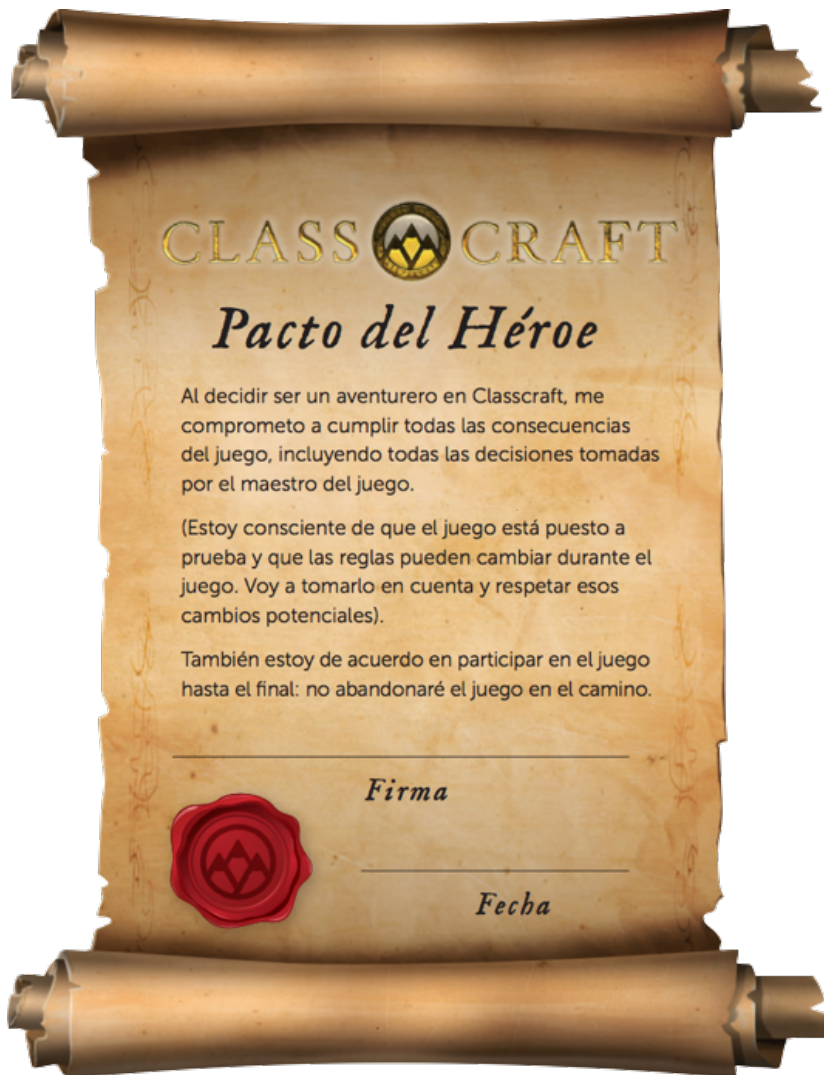 CLASS CRAFT
Pacto del Héroe
Al decidir ser un aventurero en Classcraft, me
comprometo a cumplir todas las consecuencias
del juego, incluyendo todas las decisiones tomadas
por el maestro del juego.
(Estoy consciente de que el juego está puesto a
prueba y que las reglas pueden cambiar durante el
juego. Voy a tomarlo en cuenta y respetar esos
cambios potenciales).
También estoy de acuerdo en participar en el juego
hasta el final: no abandonaré el juego en el camino.
Firma
Fecha